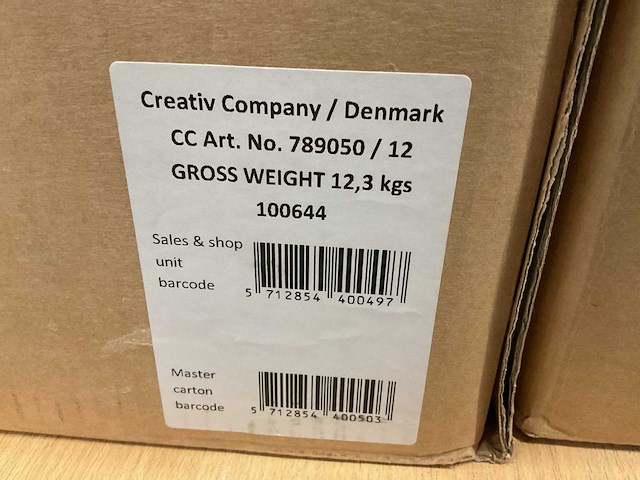 Creativ Company / Denmark
CC Art. No. 789050 / 12
GROSS WEIGHT 12,3 kgs
100644
Sales & shop
unit
barcode
5 712854 400497
Master
carton
barcode
5 712854 400503